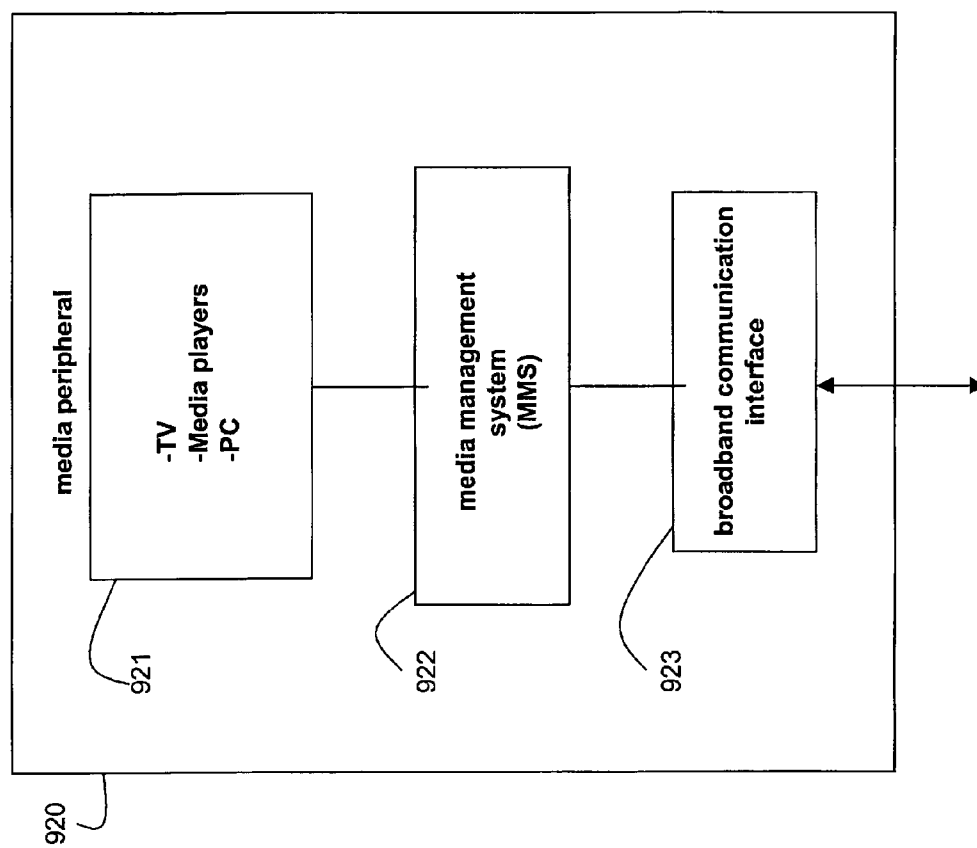 920
media peripheral
921
-TV
-Media players
-PC
922
media management
system
(MMS)
923
broadband communication
interface